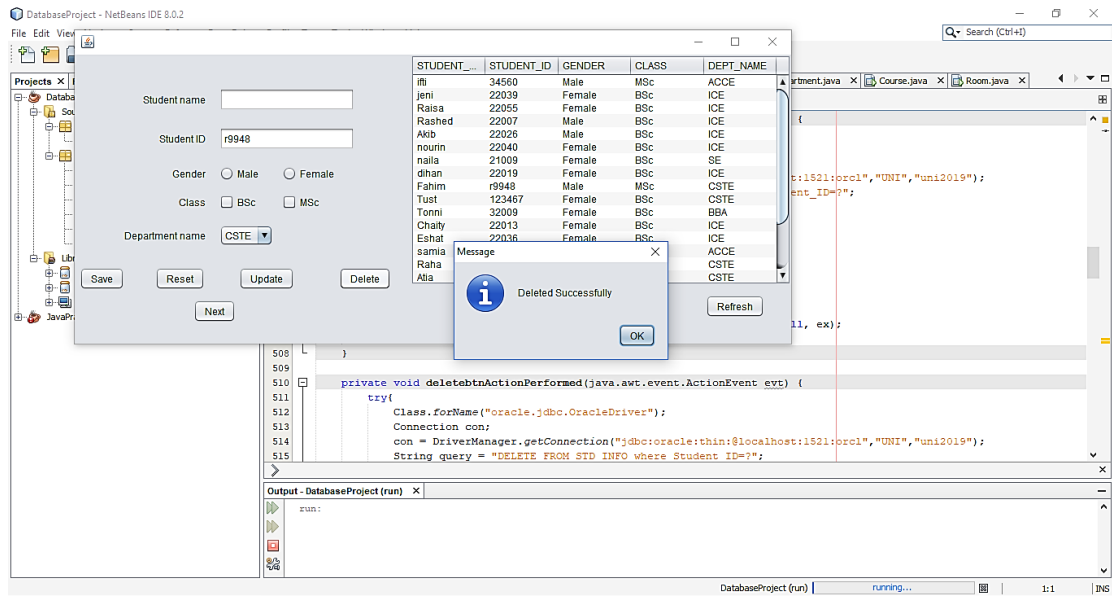 DatabaseProject - NetBeans IDE 8.0.2
File Edit View
Search (Ctrl+I)
Projects
Course.java Room.java
Databa
Sou
Libr
JavaPr
Student name
Student ID r9948
Gender Male Female
Class BSc MSc
Department name CSTE
Save Reset Update Delete
Next
Refresh
STUDENT_... STUDENT_ID GENDER CLASS DEPT_NAME
ifti 34560 Male MSc ACCE
jeni 22039 Female BSc ICE
Raisa 22055 Female BSc ICE
Rashed 22007 Male BSc ICE
Akib 22026 Male BSc ICE
nourin 22040 Female BSc ICE
naila 21009 Female BSc SE
dihan 22019 Female BSc ICE
Fahim r9948 Male MSc CSTE
Tust 123467 Female BSc CSTE
Tonni 32009 Female BSc BBA
Chaity 22013 Female BSc ICE
Eshat 22036 Female BSc ICE
samia ACCE
Raha CSTE
Atia CSTE
Message
Deleted Successfully
OK
{
t:1521:orcl","UNI","uni2019");
ent_ID=?";
ll, ex);
508 }
509
510 private void deletebtnActionPerformed(java.awt.event.ActionEvent evt) {
511 try{
512 Class.forName("oracle.jdbc.OracleDriver");
513 Connection con;
514 con = DriverManager.getConnection("jdbc:oracle:thin:@localhost:1521:orcl","UNI","uni2019");
515 String query = "DELETE FROM STD_INFO where Student_ID=?";
Output - DatabaseProject (run)
run:
DatabaseProject (run) running... 1:1 INS